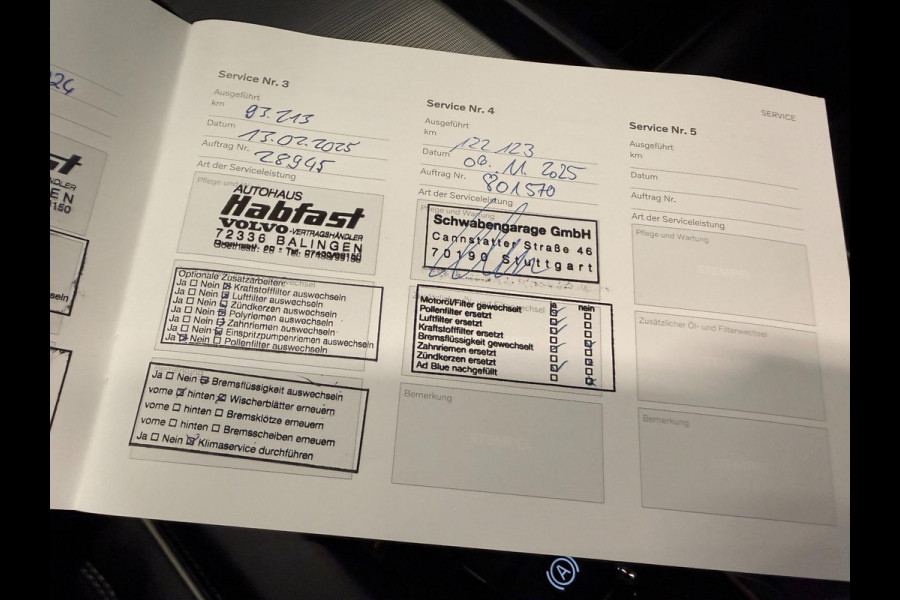 24
SERVICE
Service Nr. 3
Ausgeführt
km 93.213
Datum 13.02.2025
Auftrag Nr. 28945
Art der Serviceleistung
Pflege und
AUTOHAUS
Habfast
VOLVO-VERTRAGSHÄNDLER
72336 BALINGEN
Optionale Zusatzarbeiten:
Ja ☐ Nein ☒ Kraftstofffilter auswechseln
Ja ☐ Nein ☒ Luftfilter auswechseln
Ja ☐ Nein ☒ Zündkerzen auswechseln
Ja ☐ Nein ☒ Polyriemen auswechseln
Ja ☐ Nein ☒ Zahnriemen auswechseln
Ja ☐ Nein ☒ Einspritzpumpenriemen auswechseln
Ja ☒ Nein ☐ Pollenfilter auswechseln
Ja ☐ Nein ☒ Bremsflüssigkeit auswechseln
vorne ☒ hinten ☒ Wischerblätter erneuern
vorne ☐ hinten ☐ Bremsklötze erneuern
vorne ☐ hinten ☐ Bremsscheiben erneuern
Ja ☐ Nein ☒ Klimaservice durchführen
Service Nr. 4
Ausgeführt
km 122 123
Datum 06. 11. 2025
Auftrag Nr. 801570
Art der Serviceleistung
Pflege und Wartung
Schwabengarage GmbH
Cannstatter Straße 46
70190 Stuttgart
ja nein
Motoröl/Filter gewechselt
Pollenfilter ersetzt
Luftfilter ersetzt
Kraftstofffilter ersetzt
Bremsflüssigkeit gewechselt
Zahnriemen ersetzt
Zündkerzen ersetzt
Ad Blue nachgefüllt
Bemerkung
Service Nr. 5
Ausgeführt
km
Datum
Auftrag Nr.
Art der Serviceleistung
Pflege und Wartung
Zusätzlicher Öl- und Filterwechsel
Bemerkung
A